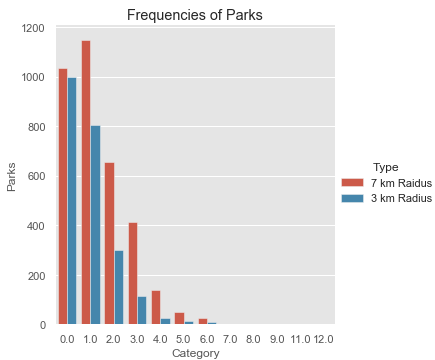 Frequencies of Parks
1200
1000
800
600
400
200
0
Parks
0.0 1.0 2.0 3.0 4.0 5.0 6.0 7.0 8.0 9.0 10.0 11.0 12.0
Category
Type
7 km Raidus
3 km Radius